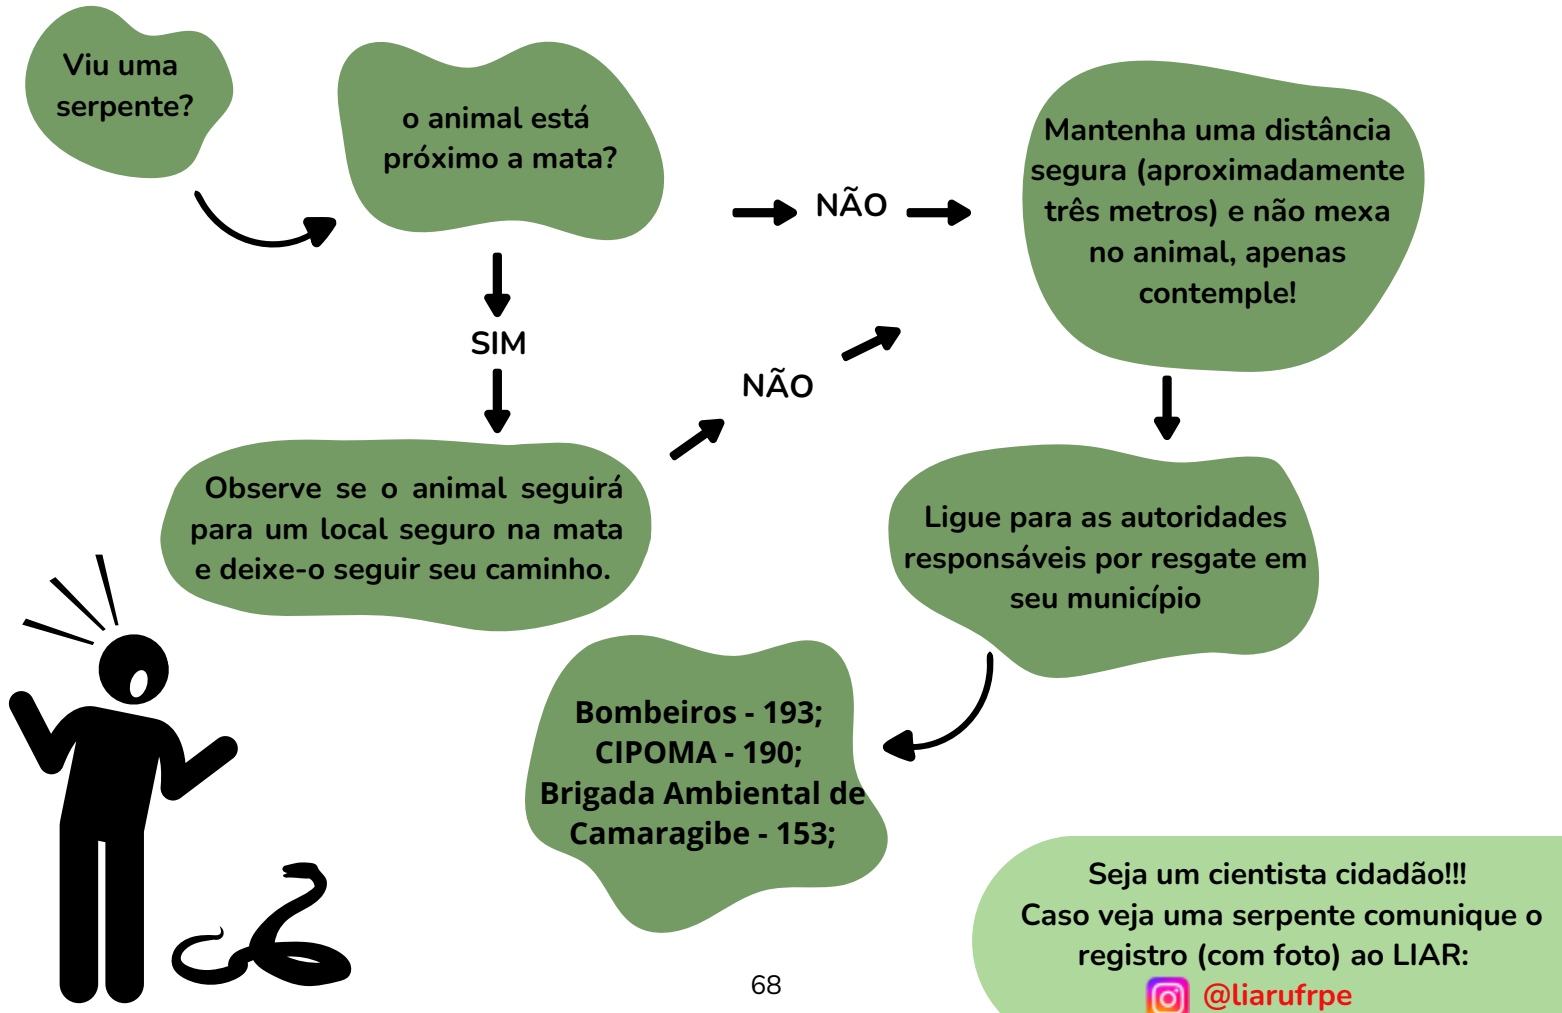 Viu uma
serpente?
o animal está
próximo a mata?
NÃO
Mantenha uma distância
segura (aproximadamente
três metros) e não mexa
no animal, apenas
contemple!
SIM
NÃO
Observe se o animal seguirá
para um local seguro na mata
e deixe-o seguir seu caminho.
Ligue para as autoridades
responsáveis por resgate em
seu município
Bombeiros - 193;
CIPOMA - 190;
Brigada Ambiental de
Camaragibe - 153;
Seja um cientista cidadão!!!
Caso veja uma serpente comunique o
registro (com foto) ao LIAR:
@liarufrpe
68